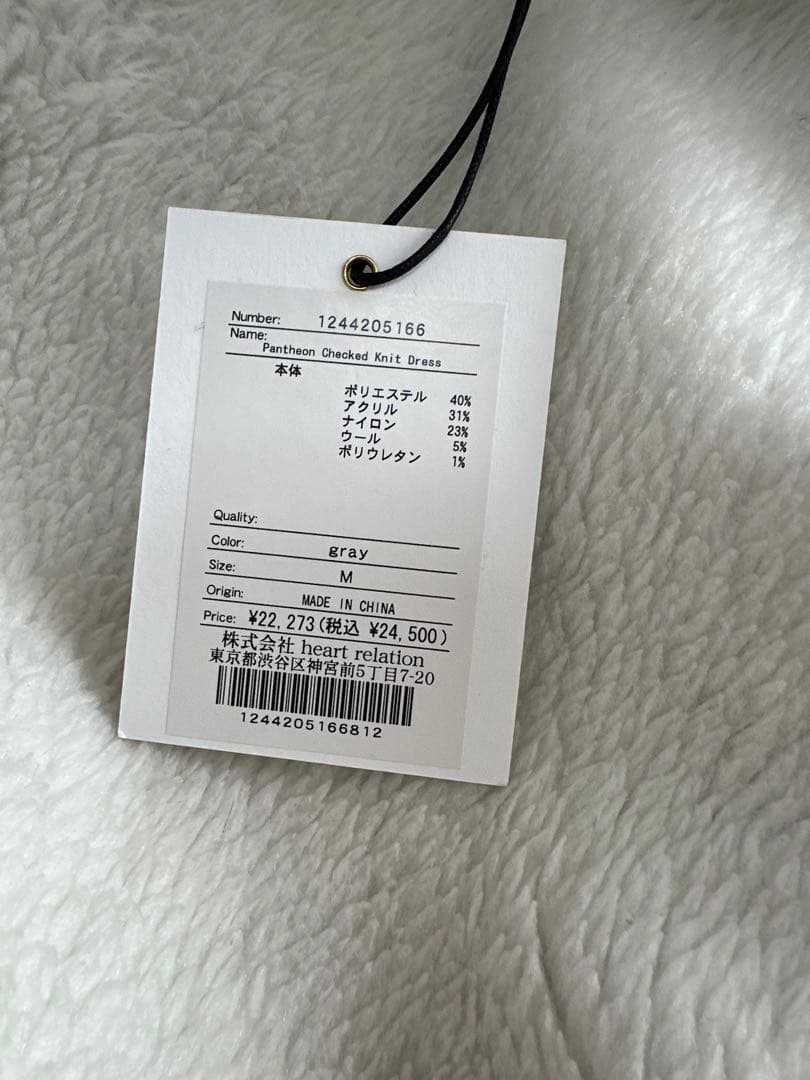 Number: 1244205166
Name:
Pantheon Checked Knit Dress
本体
ポリエステル 40%
アクリル 31%
ナイロン 23%
ウール 5%
ポリウレタン 1%
Quality:
Color: gray
Size: M
Origin: MADE IN CHINA
Price: ¥22,273(税込 ¥24,500)
株式会社 heart relation
東京都渋谷区神宮前5丁目7-20
1244205166812